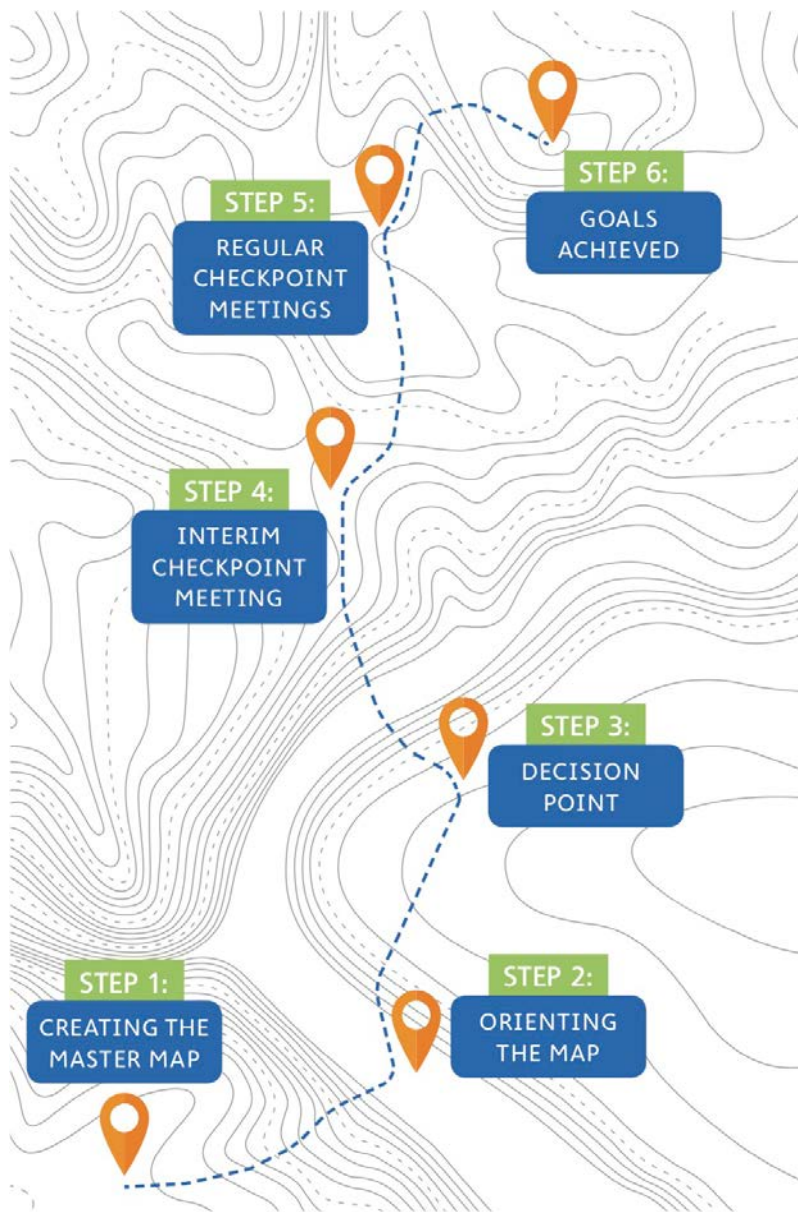 STEP 1:
CREATING THE
MASTER MAP
STEP 2:
ORIENTING
THE MAP
STEP 3:
DECISION
POINT
STEP 4:
INTERIM
CHECKPOINT
MEETING
STEP 5:
REGULAR
CHECKPOINT
MEETINGS
STEP 6:
GOALS
ACHIEVED